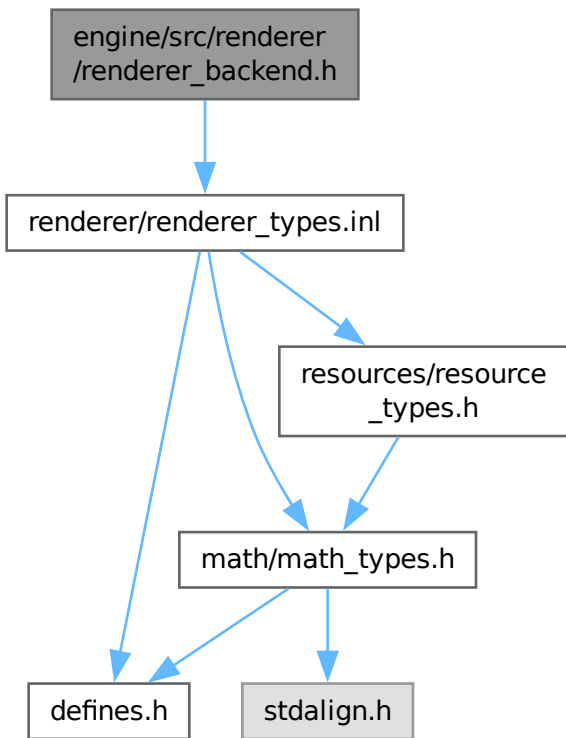 engine/src/renderer
/renderer_backend.h
renderer/renderer_types.inl
resources/resource
_types.h
math/math_types.h
defines.h
stdalign.h